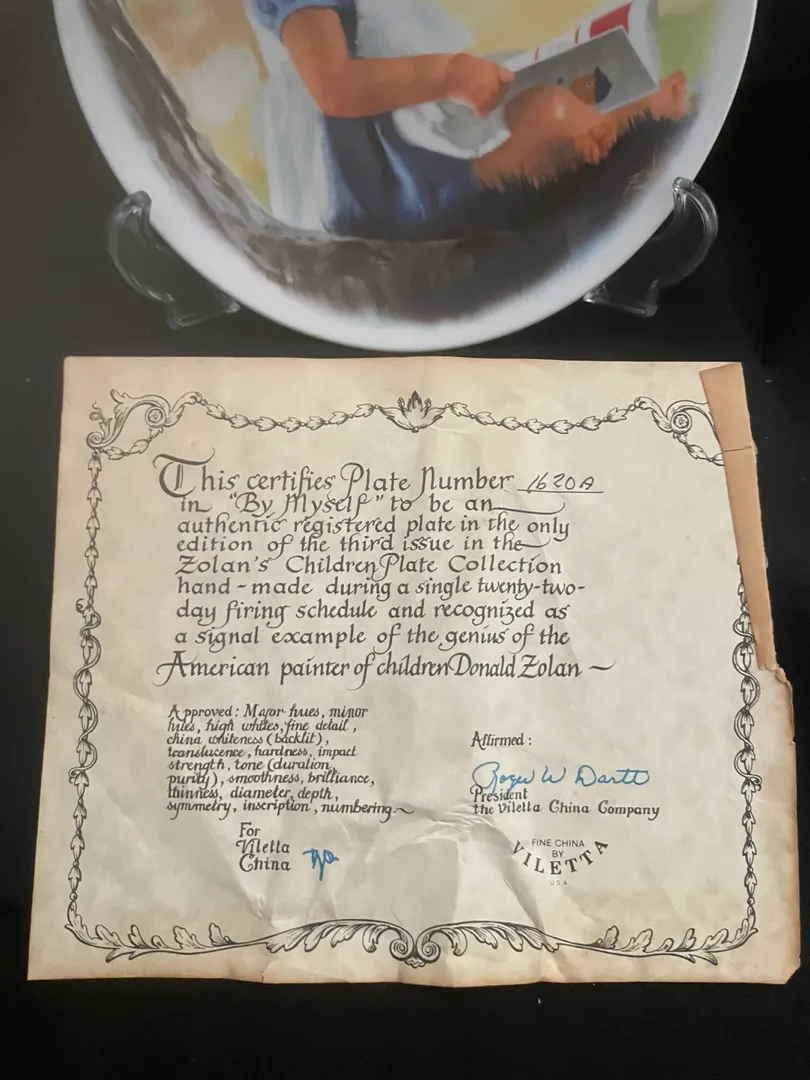 This certifies Plate Number 1620A
in "By Myself" to be an
authentic registered plate in the only
edition of the third issue in the
Zolan's Children Plate Collection
hand-made during a single twenty-two-
day firing schedule and recognized as
a signal example of the genius of the
American painter of children Donald Zolan
Approved: Major hues, minor
hues, high whites, fine detail,
china whiteness (backlit),
translucence, hardness, impact
strength, tone (duration,
purity), smoothness, brilliance,
thinness, diameter, depth,
symmetry, inscription, numbering.
For
Viletta
China
Affirmed:
Roger W
President
the Viletta China Company
FINE CHINA
BY
VILETTA
USA